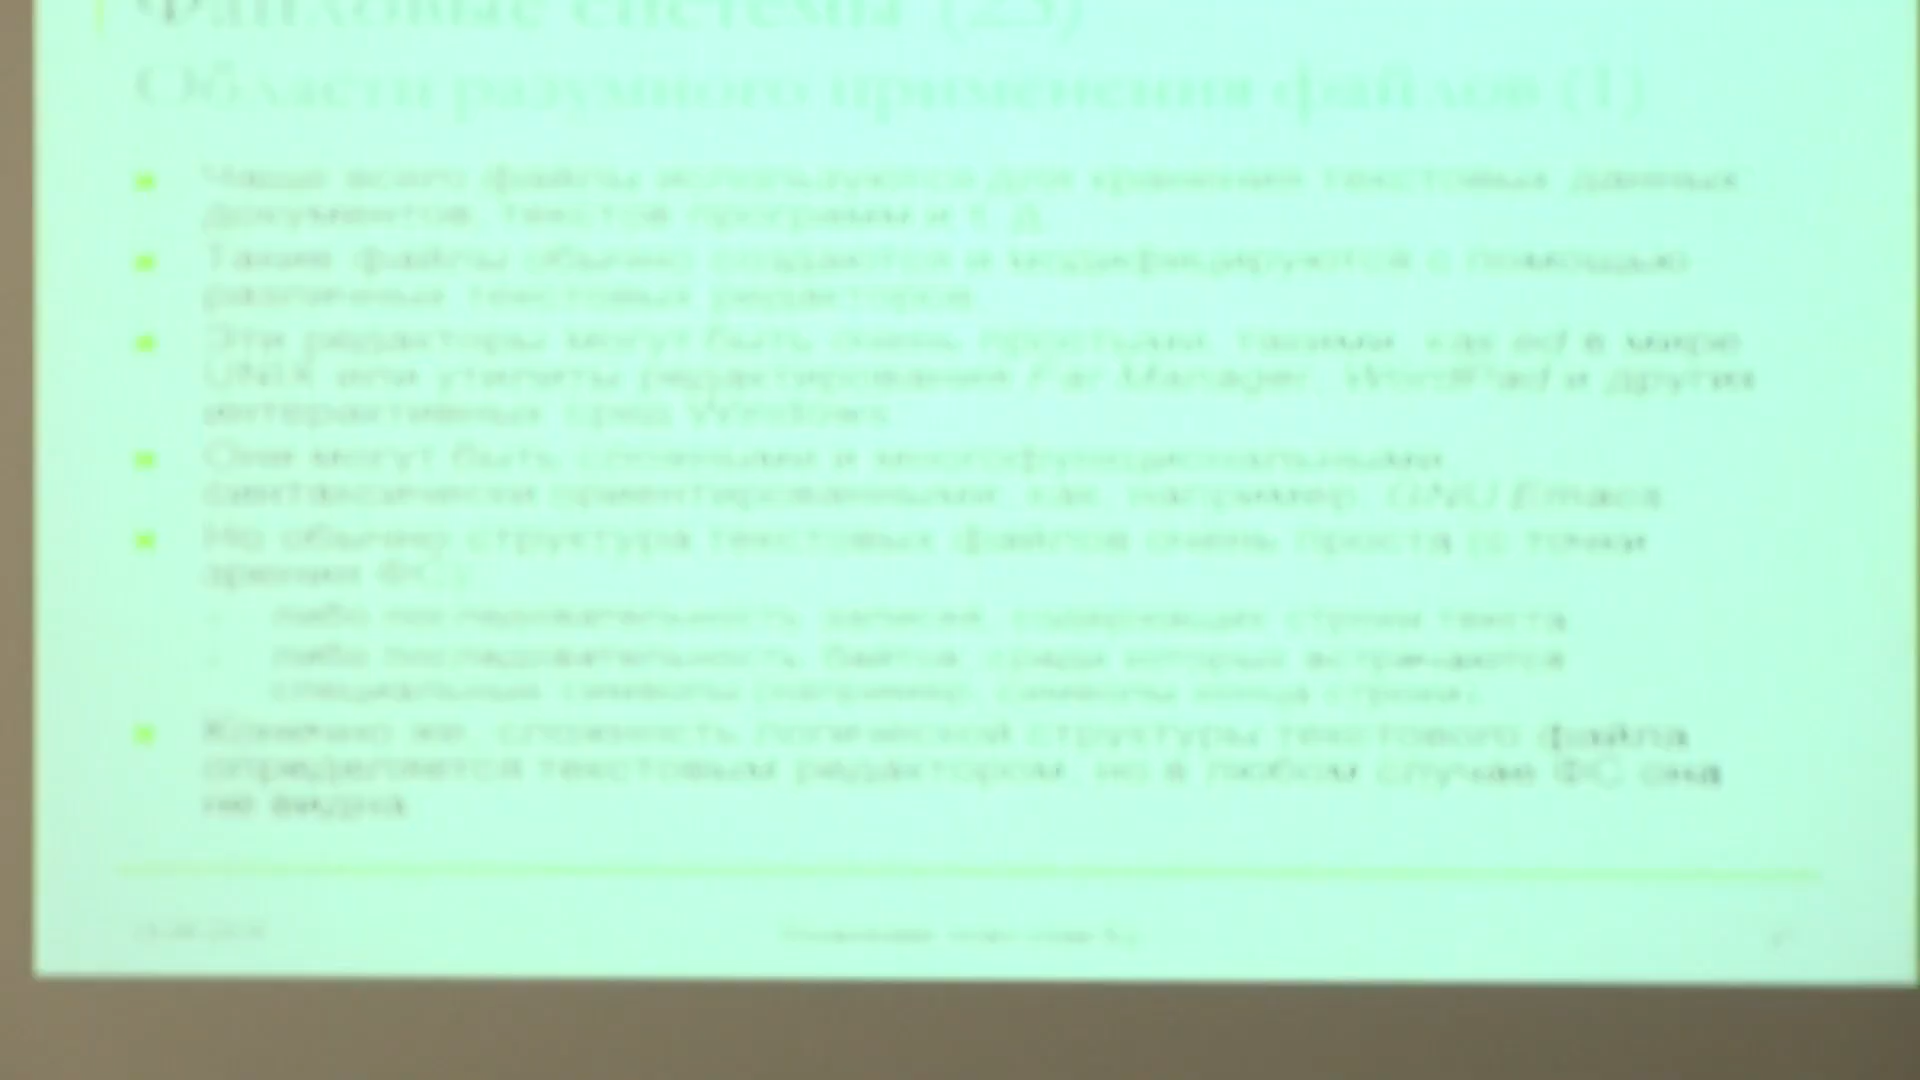 Файловые системы (23)
Области разумного применения файлов (1)
Чаще всего файлы используются для хранения текстовых данных
документов, текстов программ и т. д.
Такие файлы обычно создаются и модифицируются с помощью
различных текстовых редакторов
Эти редакторы могут быть очень простыми, такими, как ed в мире
UNIX или утилиты редактирования Far Manager, WordPad и других
интерактивных сред Windows
Они могут быть сложными и многофункциональными
синтаксически ориентированными, как, например, GNU Emacs
Но обычно структура текстовых файлов очень проста (с точки
зрения ФС):
либо последовательность записей, содержащих строки текста
либо последовательность байтов, среди которых встречаются
специальные символы (например, символы конца строки)
Конечно же, сложность логической структуры текстового файла
определяется текстовым редактором, но в любом случае ФС она
не видна